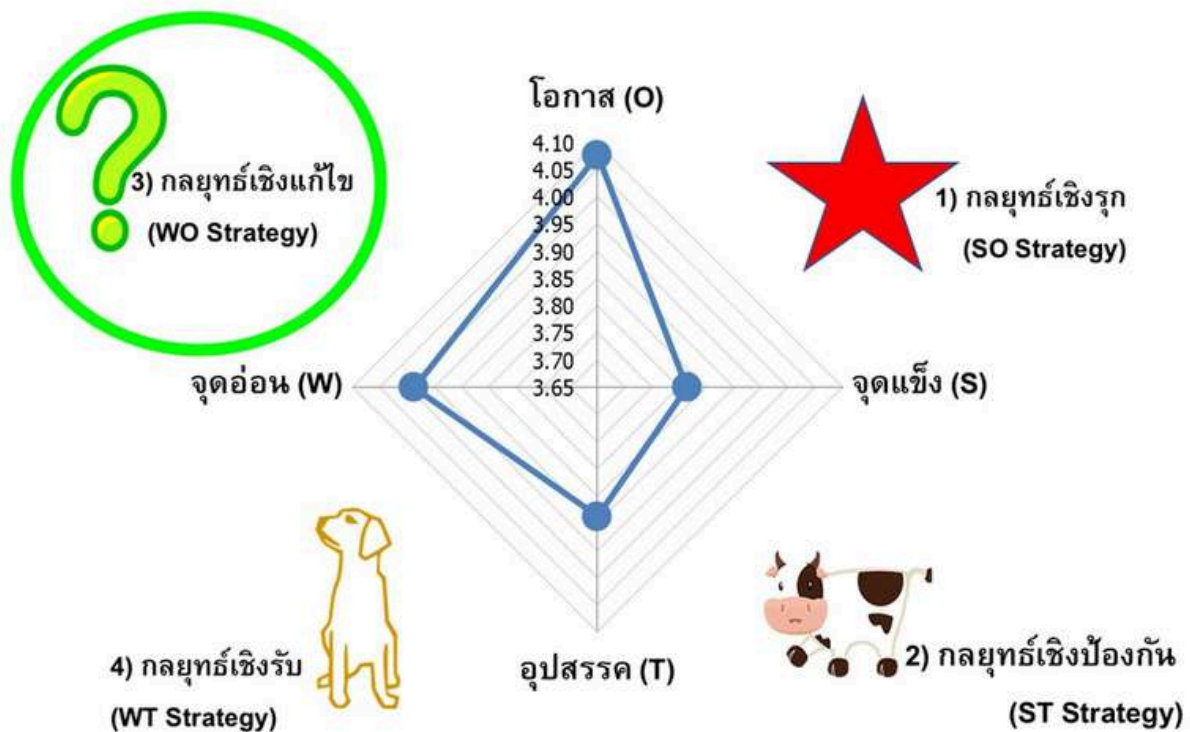 โอกาส (O)
4.10
4.05
4.00
3.95
3.90
3.85
3.80
3.75
3.70
3.65
3) กลยุทธ์เชิงแก้ไข
(WO Strategy)
1) กลยุทธ์เชิงรุก
(SO Strategy)
จุดอ่อน (W)
จุดแข็ง (S)
4) กลยุทธ์เชิงรับ
(WT Strategy)
อุปสรรค (T)
2) กลยุทธ์เชิงป้องกัน
(ST Strategy)